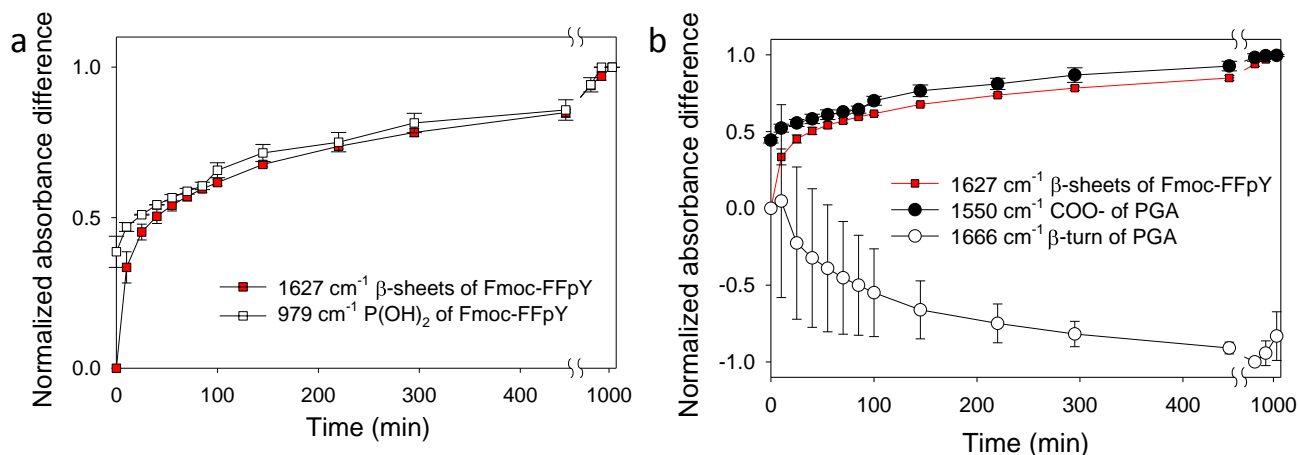 a
Normalized absorbance difference
1.0
0.5
0.0
1627 cm-1 β-sheets of Fmoc-FFpY
979 cm-1 P(OH)2 of Fmoc-FFpY
0 100 200 300 400 1000
Time (min)
b
Normalized absorbance difference
1.0
0.5
0.0
-0.5
-1.0
1627 cm-1 β-sheets of Fmoc-FFpY
1550 cm-1 COO- of PGA
1666 cm-1 β-turn of PGA
0 100 200 300 400 1000
Time (min)